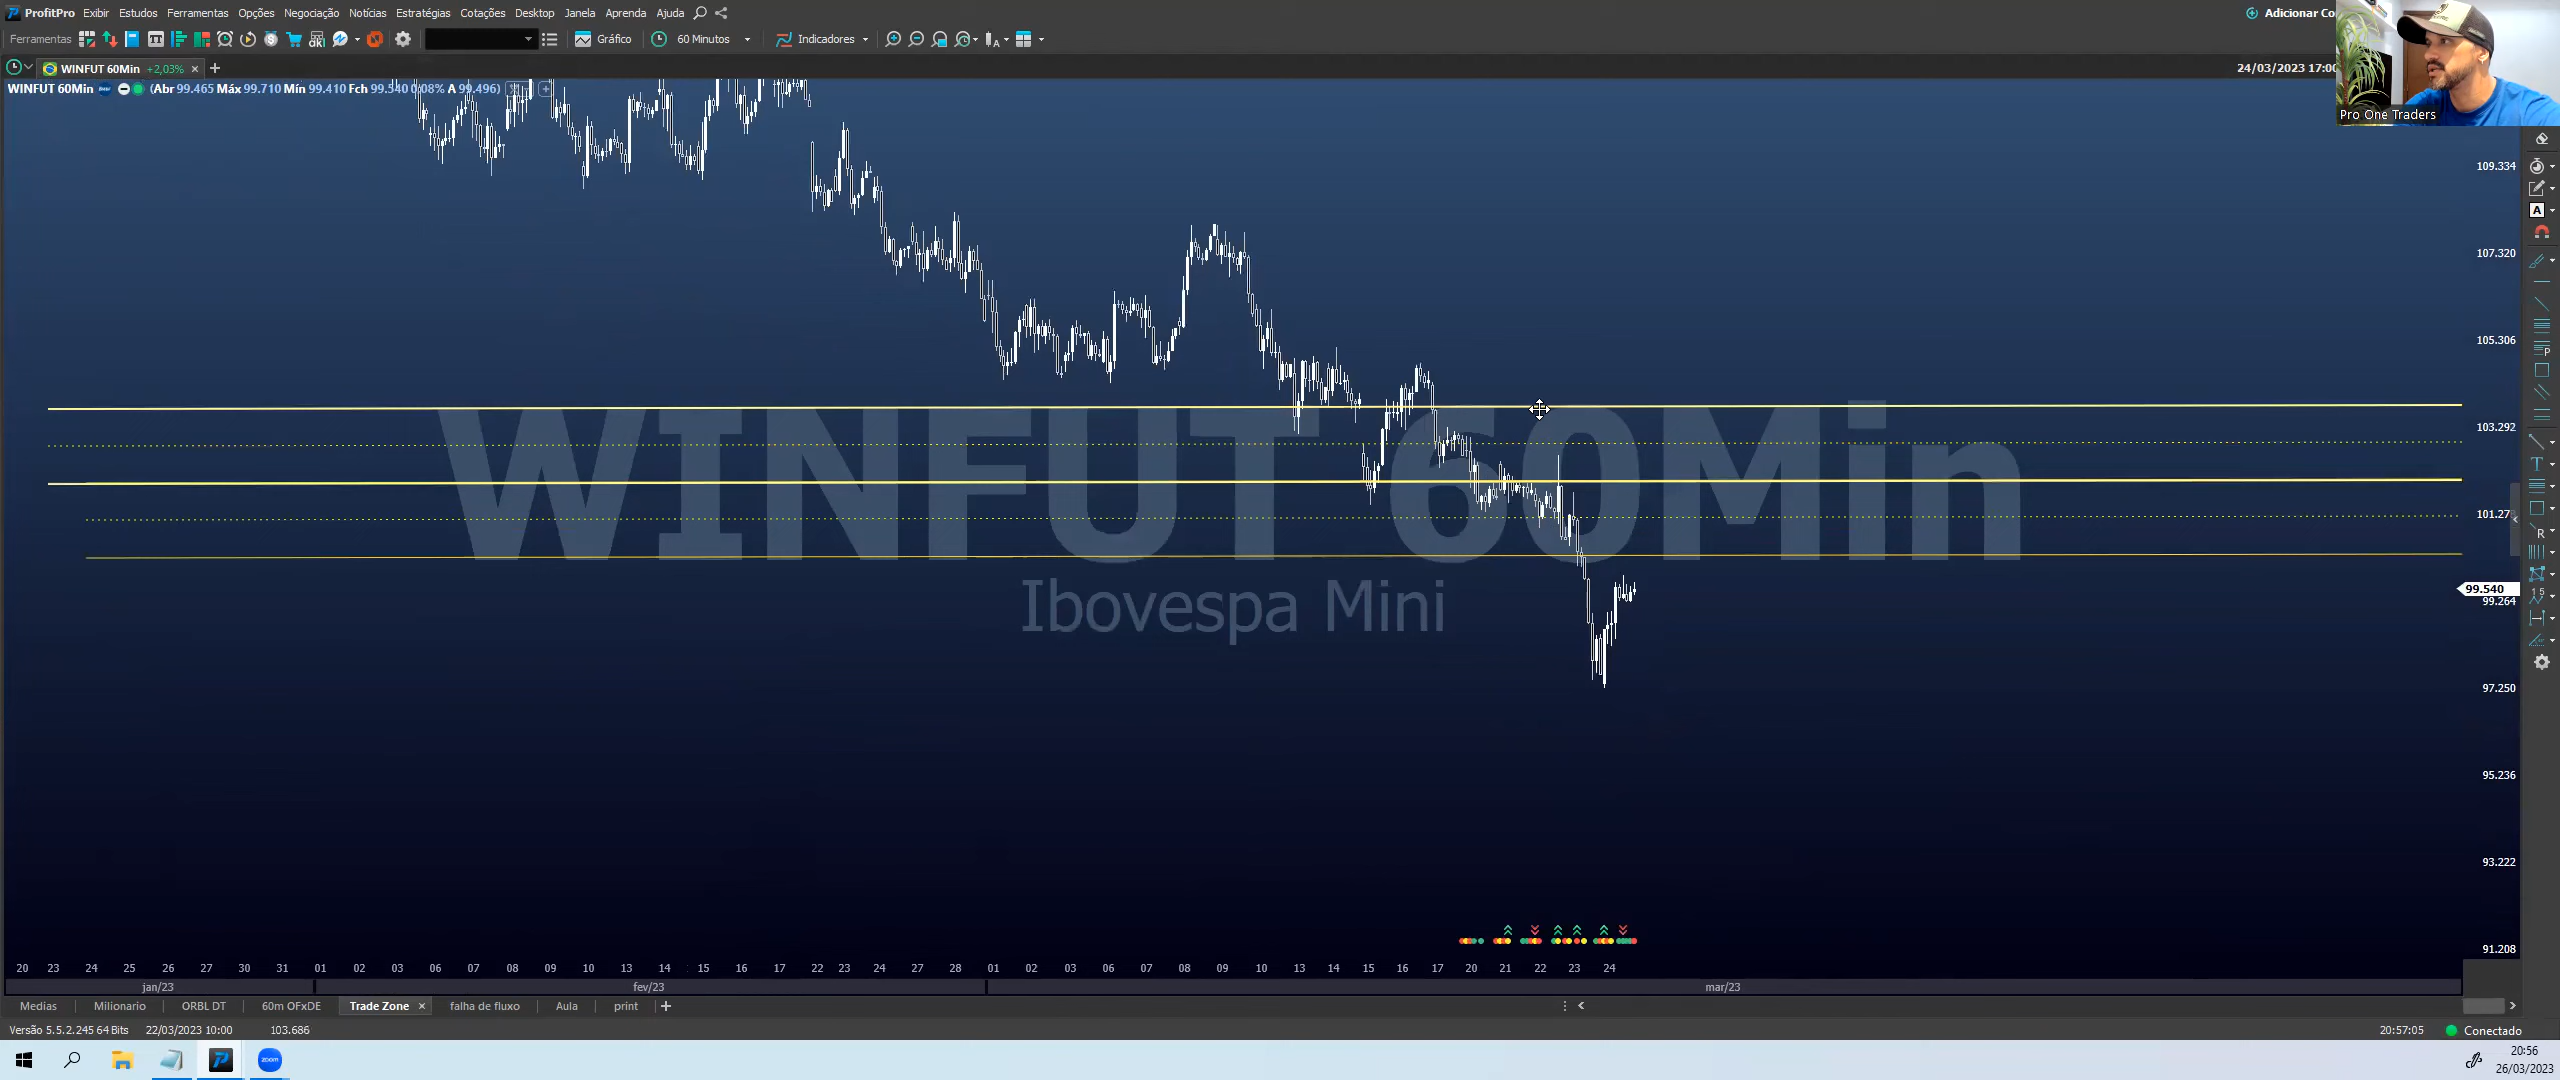 ProfitPro Exibir Estudos Ferramentas Opções Negociação Notícias Estratégias Cotações Desktop Janela Aprenda Ajuda
Adicionar Co
Ferramentas
Gráfico
60 Minutos
Indicadores
WINFUT 60Min +2,03%
24/03/2023 17:00
WINFUT 60Min (Abr 99.465 Máx 99.710 Mín 99.410 Fch 99.540 0,08% A 99.496)
Pro One Traders
109.334
107.320
105.306
103.292
101.27
99.540
99.264
97.250
95.236
93.222
91.208
WINFUT 60Min
Ibovespa Mini
20 23 24 25 26 27 30 31 01 02 03 06 07 08 09 10 13 14 15 16 17 22 23 24 27 28 01 02 03 06 07 08 09 10 13 14 15 16 17 20 21 22 23 24
jan/23 fev/23 mar/23
Medias Milionario ORBL DT 60m OFxDE Trade Zone falha de fluxo Aula print
Versão 5.5.2.245 64 Bits 22/03/2023 10:00 103.686
20:57:05 Conectado
zoom
20:56
26/03/2023